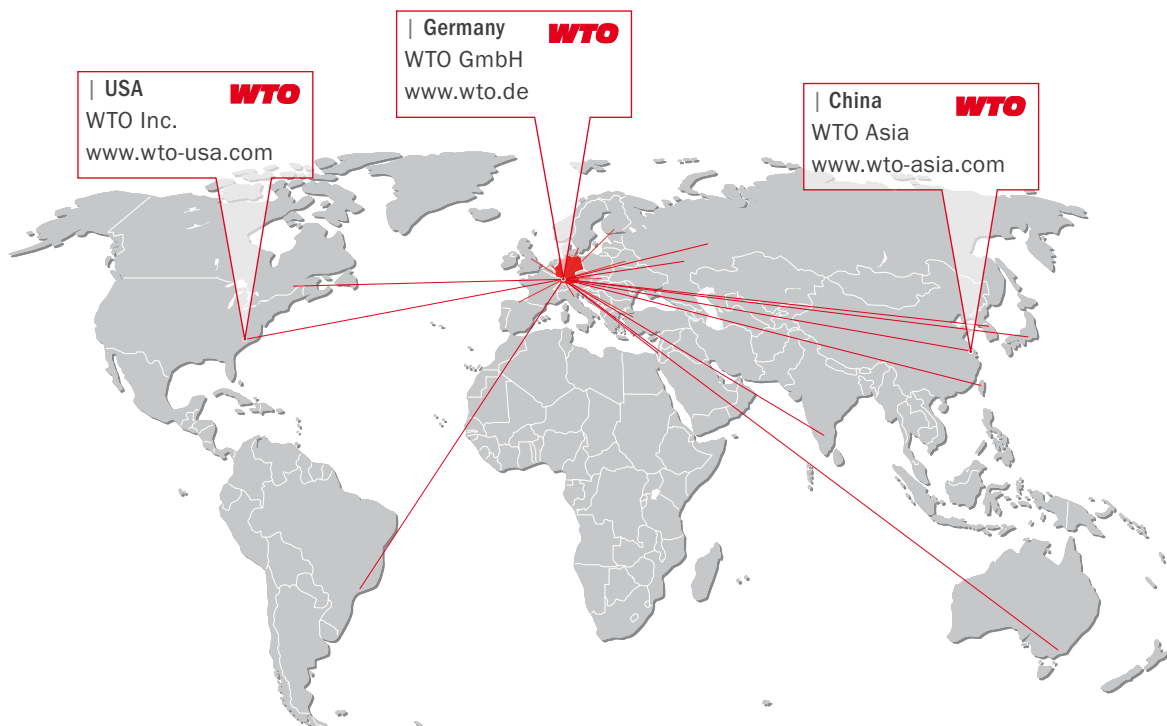 | Germany WTO
WTO GmbH
www.wto.de
| USA WTO
WTO Inc.
www.wto-usa.com
| China WTO
WTO Asia
www.wto-asia.com